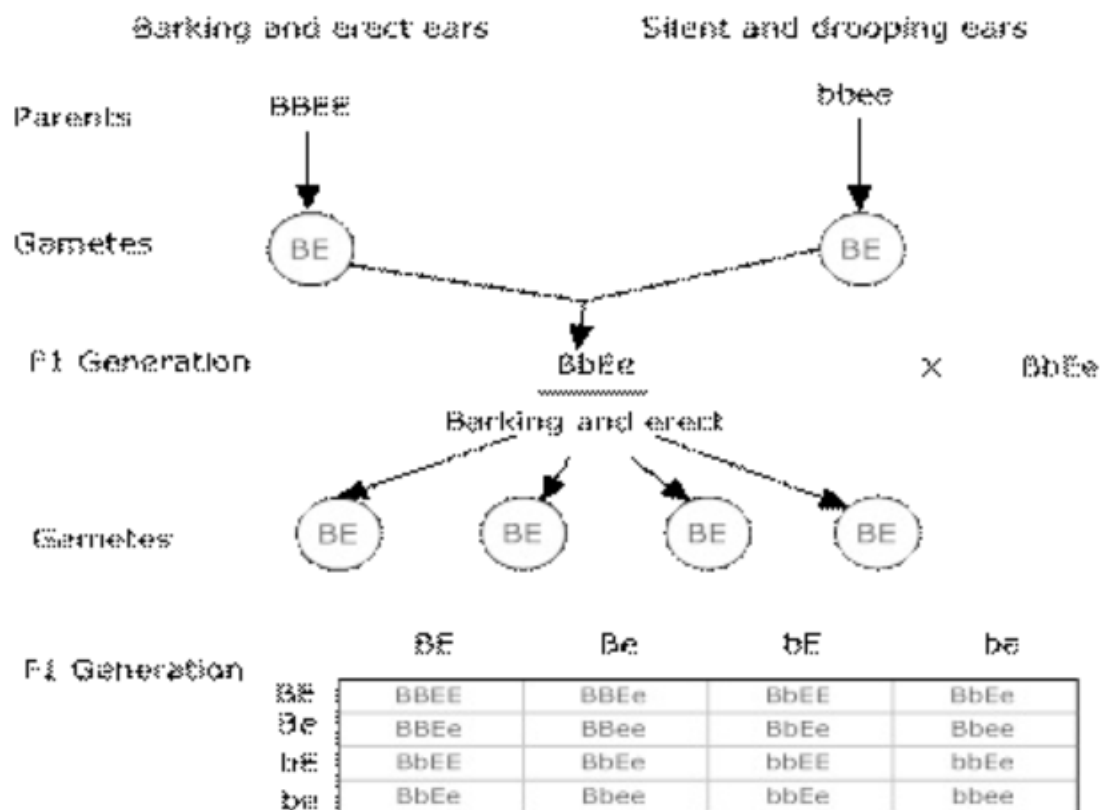 Barking and erect ears Silent and drooping ears
Parents BBEE bbee
Gametes BE BE
F1 Generation BbEe X BbEe
Barking and erect
Gametes BE BE BE BE
BE Be bE be
F1 Generation
BE BBEE BBEe BbEE BbEe
Be BBEe BBee BbEe Bbee
bE BbEE BbEe bbEE bbEe
be BbEe Bbee bbEe bbee